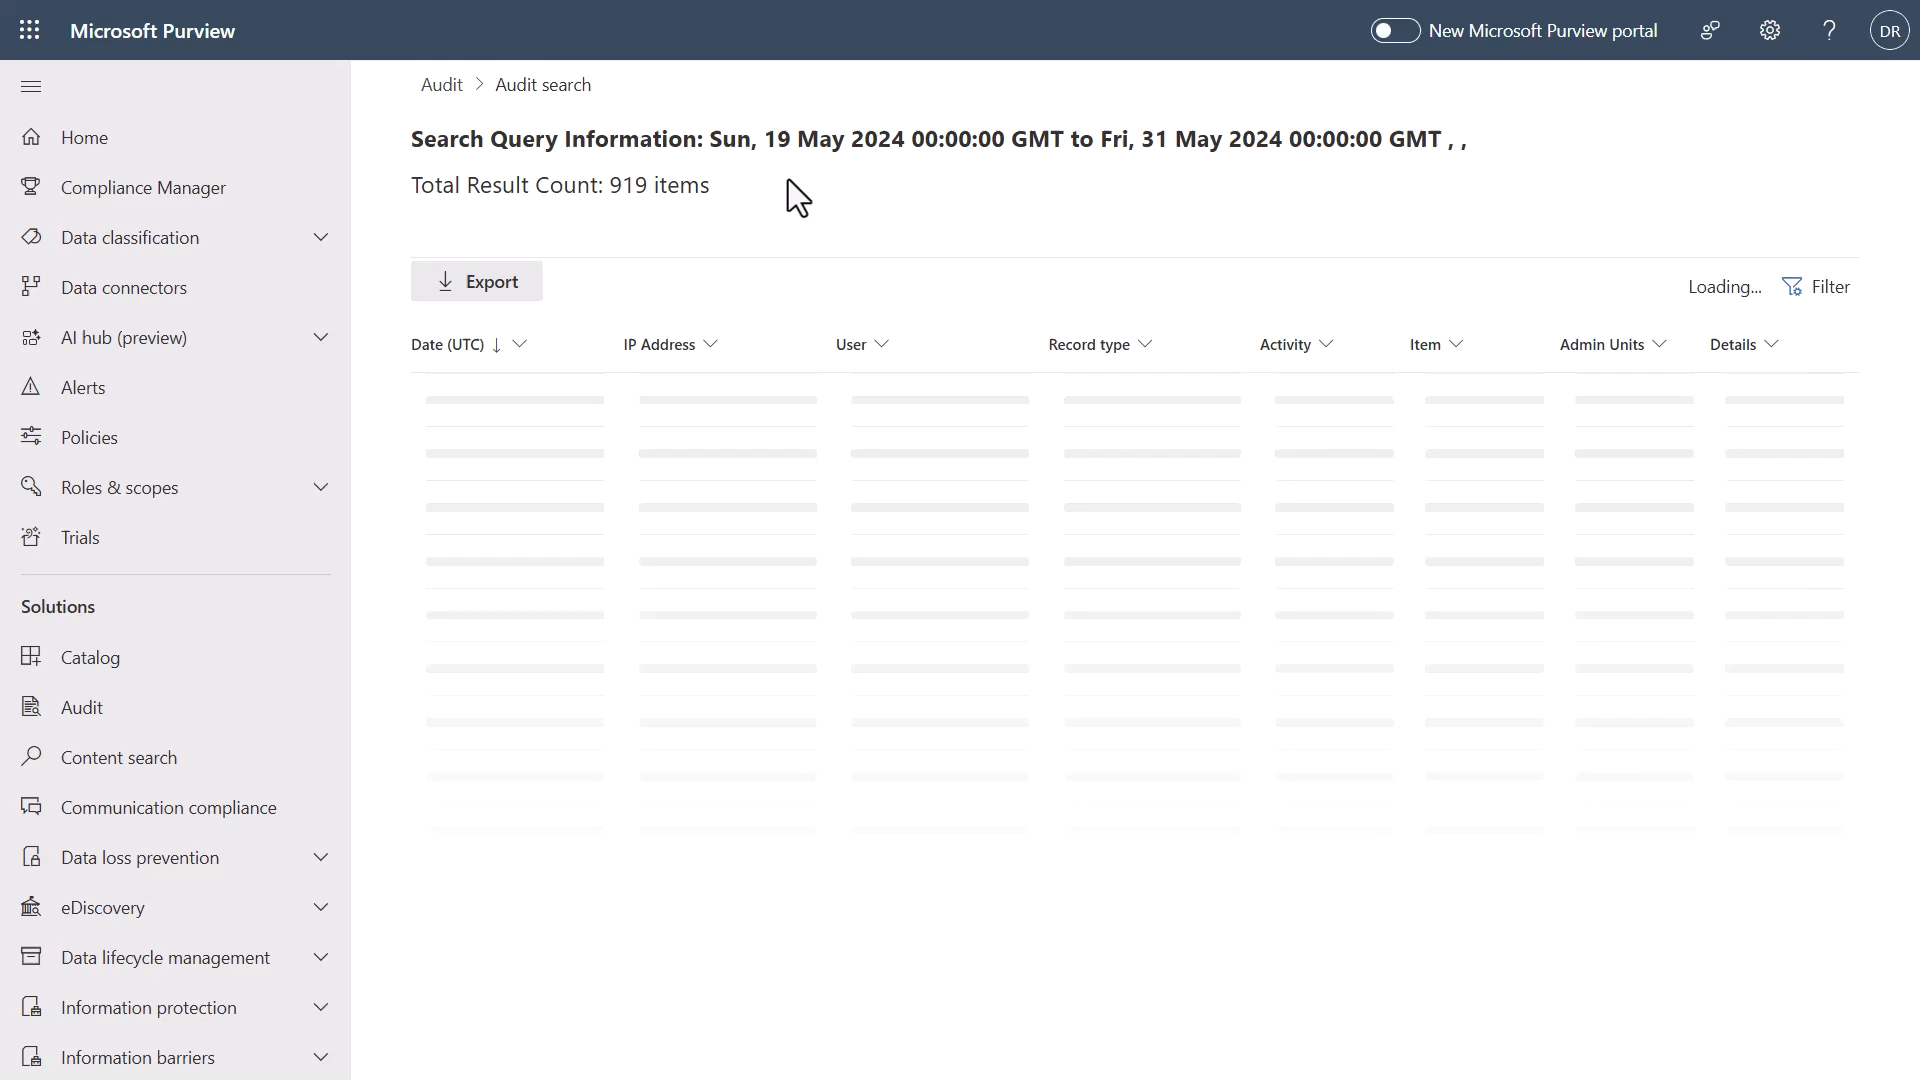 Microsoft Purview
New Microsoft Purview portal
?
DR
Home
Compliance Manager
Data classification
Data connectors
AI hub (preview)
Alerts
Policies
Roles & scopes
Trials
Solutions
Catalog
Audit
Content search
Communication compliance
Data loss prevention
eDiscovery
Data lifecycle management
Information protection
Information barriers
Audit > Audit search
Search Query Information: Sun, 19 May 2024 00:00:00 GMT to Fri, 31 May 2024 00:00:00 GMT , ,
Total Result Count: 919 items
Export
Loading... Filter
Date (UTC) ↓ IP Address User Record type Activity Item Admin Units Details